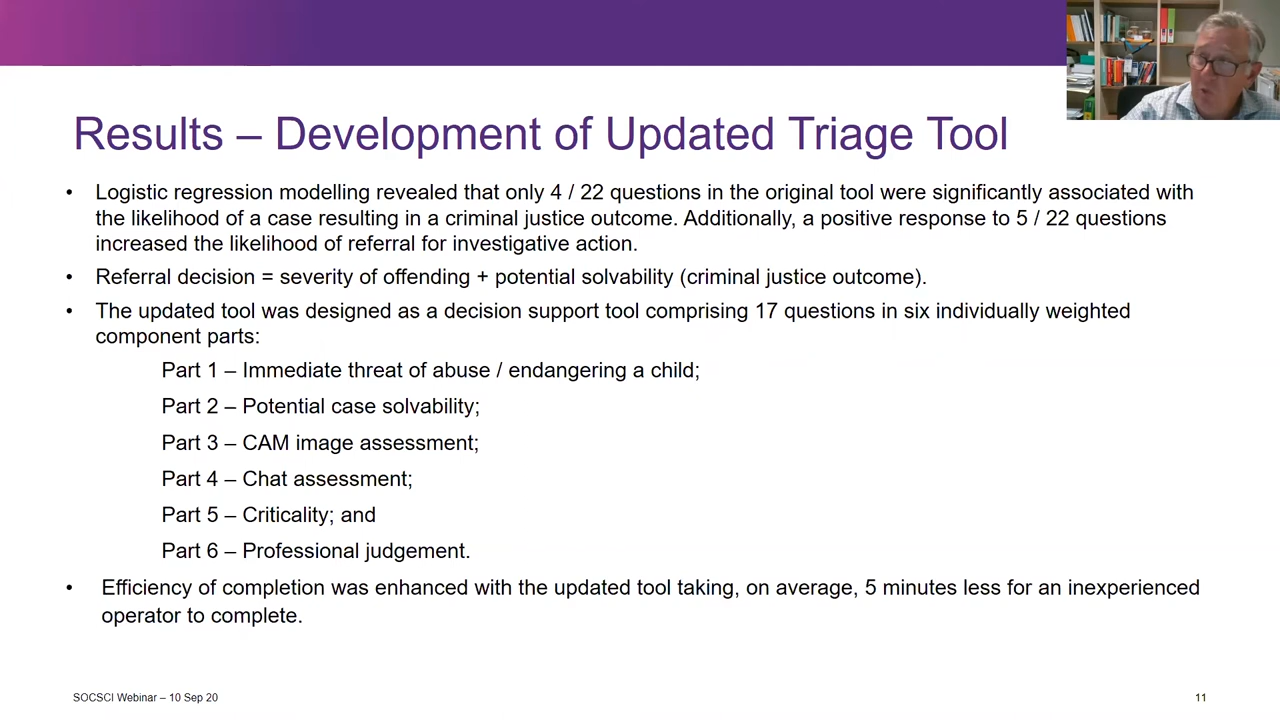 Results – Development of Updated Triage Tool
• Logistic regression modelling revealed that only 4 / 22 questions in the original tool were significantly associated with
the likelihood of a case resulting in a criminal justice outcome. Additionally, a positive response to 5 / 22 questions
increased the likelihood of referral for investigative action.
• Referral decision = severity of offending + potential solvability (criminal justice outcome).
• The updated tool was designed as a decision support tool comprising 17 questions in six individually weighted
component parts:
Part 1 – Immediate threat of abuse / endangering a child;
Part 2 – Potential case solvability;
Part 3 – CAM image assessment;
Part 4 – Chat assessment;
Part 5 – Criticality; and
Part 6 – Professional judgement.
• Efficiency of completion was enhanced with the updated tool taking, on average, 5 minutes less for an inexperienced
operator to complete.
SOCSCI Webinar – 10 Sep 20
11